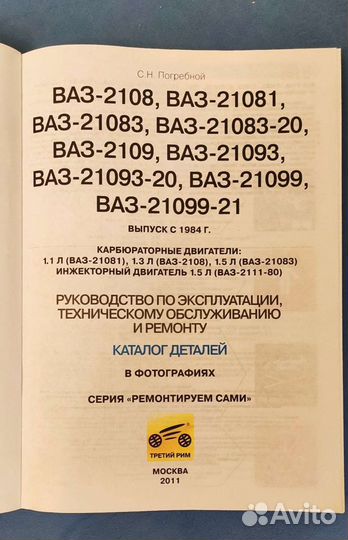 С.Н. Погребной
ВАЗ-2108, ВАЗ-21081,
ВАЗ-21083, ВАЗ-21083-20,
ВАЗ-2109, ВАЗ-21093,
ВАЗ-21093-20, ВАЗ-21099,
ВАЗ-21099-21
ВЫПУСК С 1984 Г.
КАРБЮРАТОРНЫЕ ДВИГАТЕЛИ:
1.1 Л (ВАЗ-21081), 1.3 Л (ВАЗ-2108), 1.5 Л (ВАЗ-21083)
ИНЖЕКТОРНЫЙ ДВИГАТЕЛЬ 1.5 Л (ВАЗ-2111-80)
РУКОВОДСТВО ПО ЭКСПЛУАТАЦИИ,
ТЕХНИЧЕСКОМУ ОБСЛУЖИВАНИЮ
И РЕМОНТУ
КАТАЛОГ ДЕТАЛЕЙ
В ФОТОГРАФИЯХ
СЕРИЯ «РЕМОНТИРУЕМ САМИ»
ТРЕТИЙ РИМ
МОСКВА
2011
Avito